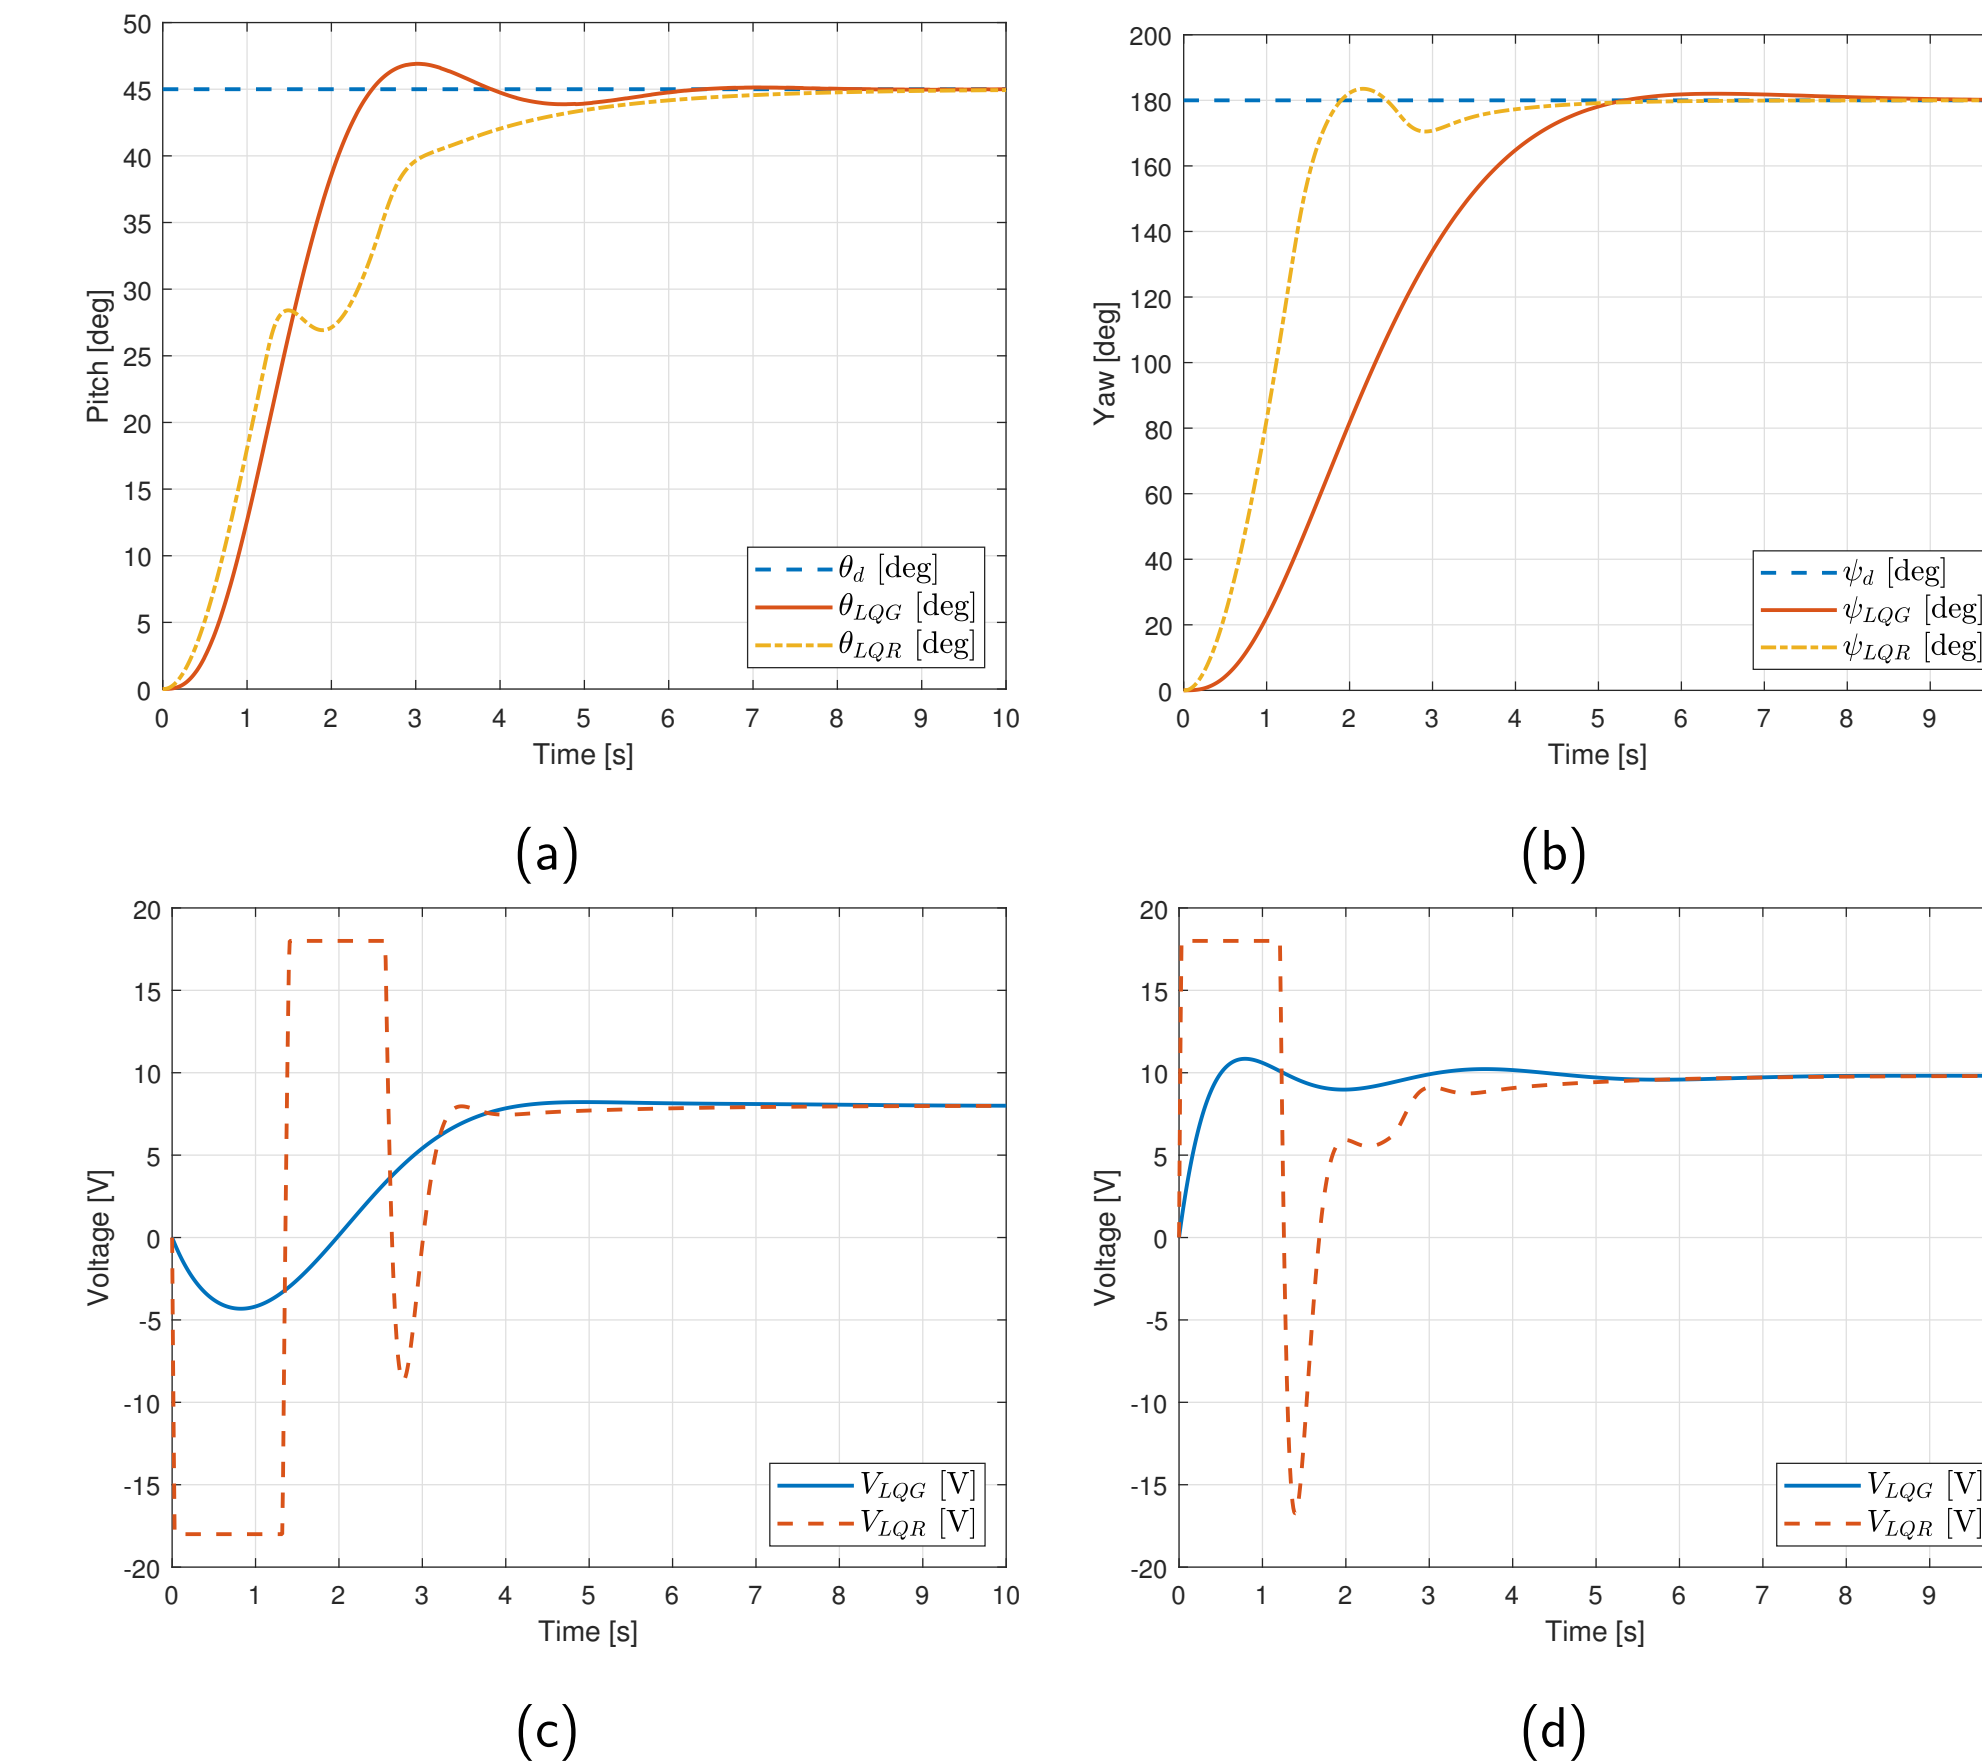 50
45
40
35
30
25
20
15
10
5
0
Pitch [deg]
θd [deg]
θLQG [deg]
θLQR [deg]
0 1 2 3 4 5 6 7 8 9 10
Time [s]
(a)
200
180
160
140
120
100
80
60
40
20
0
Yaw [deg]
ψd [deg]
ψLQG [deg]
ψLQR [deg]
0 1 2 3 4 5 6 7 8 9
Time [s]
(b)
20
15
10
5
0
-5
-10
-15
-20
Voltage [V]
VLQG [V]
VLQR [V]
0 1 2 3 4 5 6 7 8 9 10
Time [s]
(c)
20
15
10
5
0
-5
-10
-15
-20
Voltage [V]
VLQG [V]
VLQR [V]
0 1 2 3 4 5 6 7 8 9
Time [s]
(d)